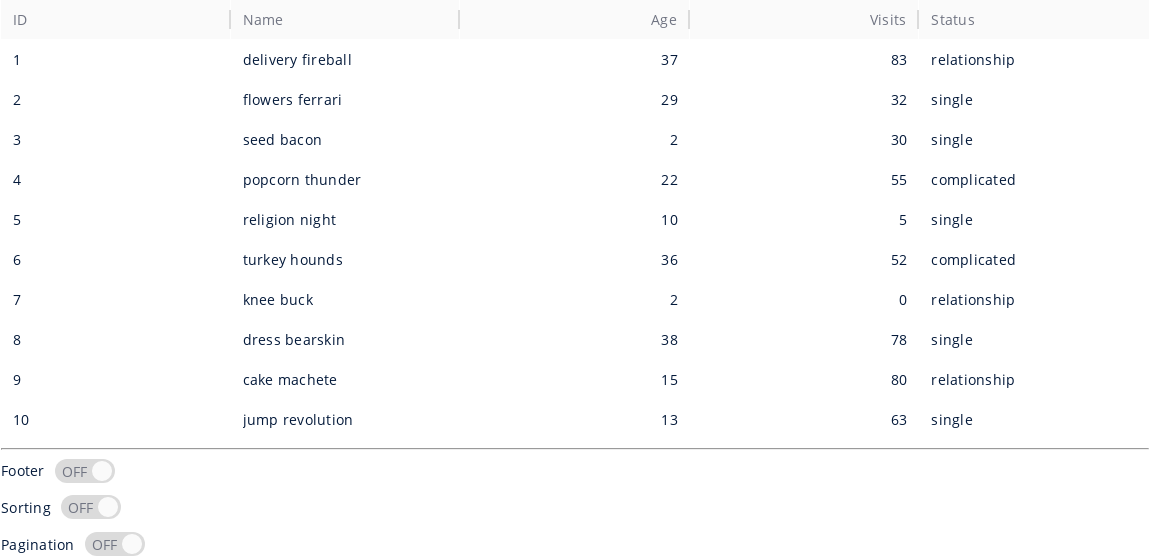 ID Name Age Visits Status
1 delivery fireball 37 83 relationship
2 flowers ferrari 29 32 single
3 seed bacon 2 30 single
4 popcorn thunder 22 55 complicated
5 religion night 10 5 single
6 turkey hounds 36 52 complicated
7 knee buck 2 0 relationship
8 dress bearskin 38 78 single
9 cake machete 15 80 relationship
10 jump revolution 13 63 single
Footer OFF
Sorting OFF
Pagination OFF